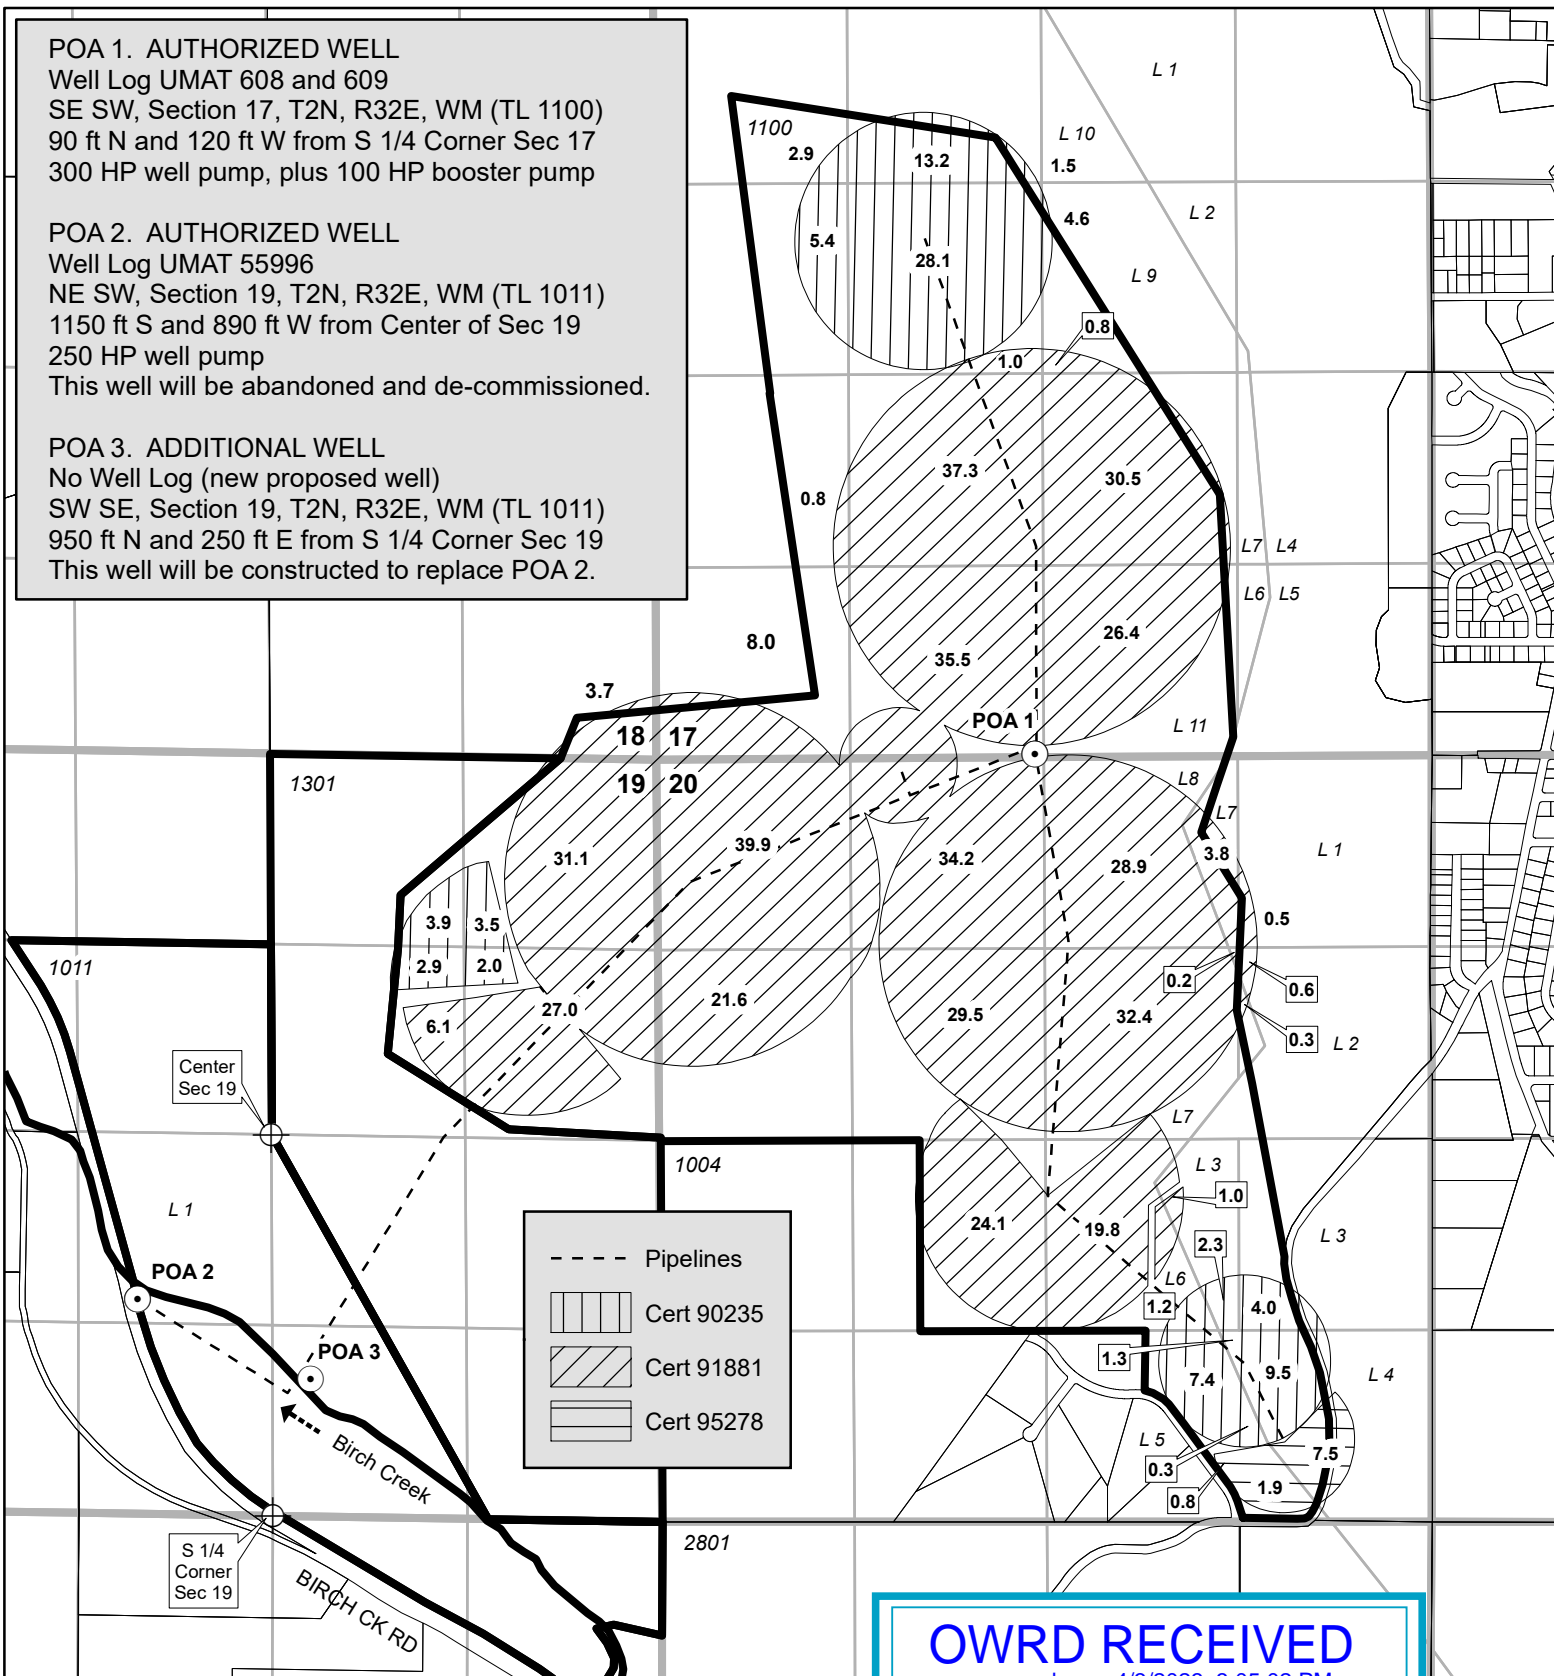 POA 1.  AUTHORIZED WELL
Well Log UMAT 608 and 609
SE SW, Section 17, T2N, R32E, WM (TL 1100)
90 ft N and 120 ft W from S 1/4 Corner Sec 17
300 HP well pump, plus 100 HP booster pump
POA 2.  AUTHORIZED WELL
Well Log UMAT 55996
NE SW, Section 19, T2N, R32E, WM (TL 1011)
1150 ft S and 890 ft W from Center of Sec 19
250 HP well pump
This well will be abandoned and de-commissioned.
POA 3.  ADDITIONAL WELL
No Well Log (new proposed well)
SW SE, Section 19, T2N, R32E, WM (TL 1011)
950 ft N and 250 ft E from S 1/4 Corner Sec 19
This well will be constructed to replace POA 2.
L 1
1100
L 10
2.9
13.2
1.5
L 2
4.6
5.4
28.1
L 9
0.8
1.0
37.3
30.5
0.8
L7 L4
L6 L5
26.4
8.0
35.5
3.7
POA 1
L 11
18 17
19 20
1301
L8
L7
31.1
39.9
34.2
28.9
3.8
L 1
3.9
3.5
0.5
1011
2.9
2.0
0.2
0.6
27.0
21.6
6.1
29.5
32.4
0.3
L 2
Center
Sec 19
L7
1004
L 3
1.0
L 1
24.1
19.8
2.3
L 3
POA 2
L6
1.2
4.0
POA 3
1.3
7.4
9.5
L 4
Pipelines
Cert 90235
Cert 91881
Cert 95278
Birch Creek
L 5
7.5
0.3
1.9
0.8
2801
S 1/4
Corner
Sec 19
BIRCH CK RD
OWRD RECEIVED